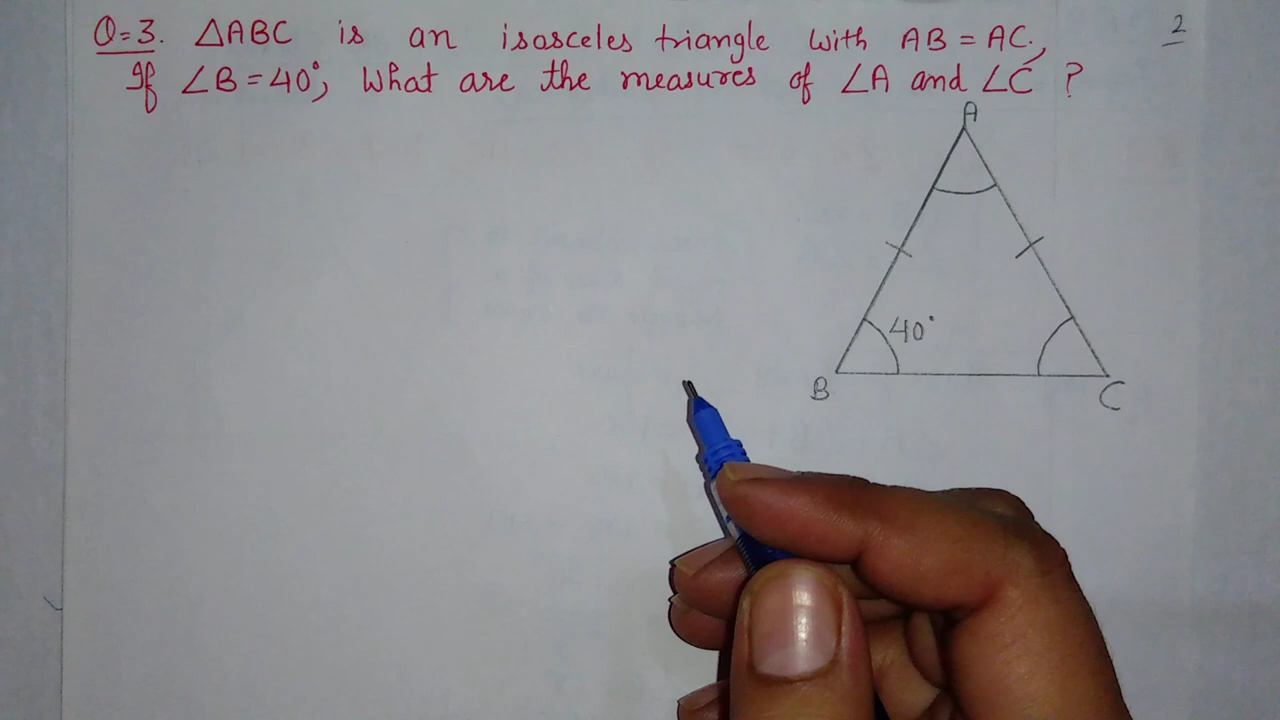 Q=3. △ABC is an isosceles triangle with AB = AC.,
If ∠B = 40°, What are the measures of ∠A and ∠C ?
2
A
40°
B
C